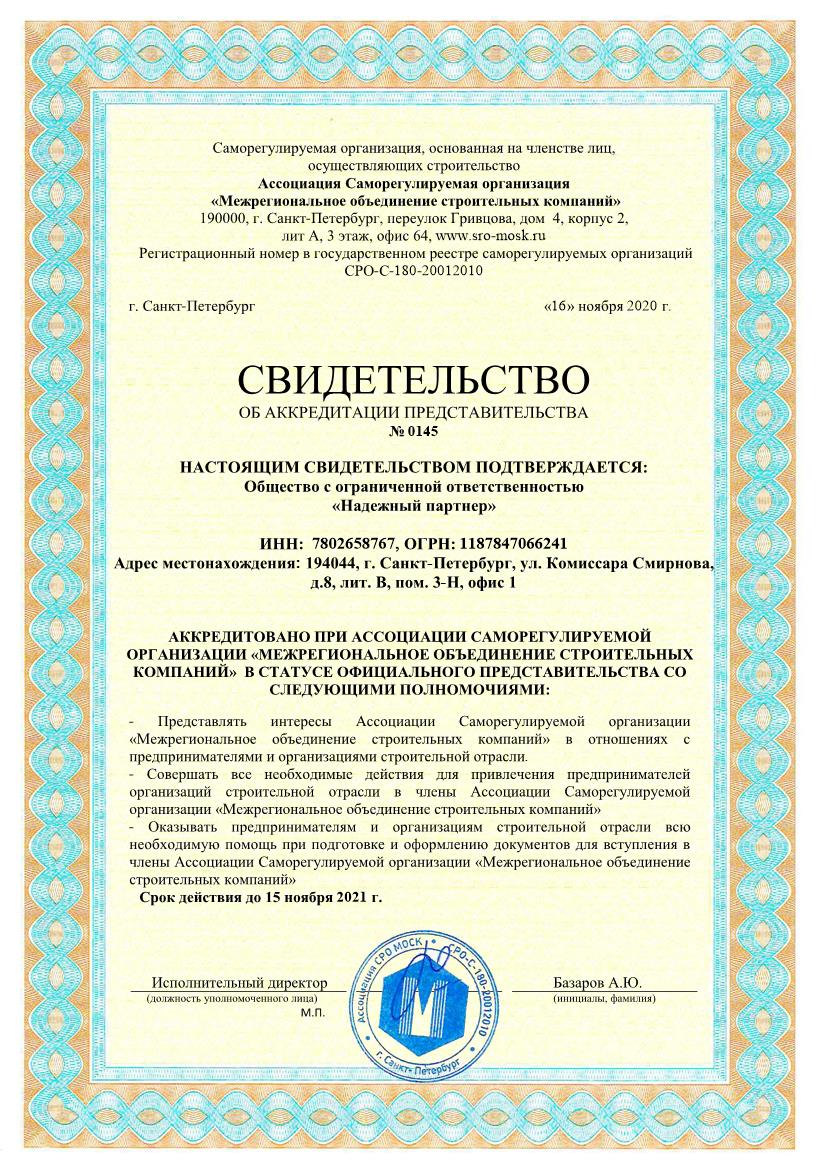 Саморегулируемая организация, основанная на членстве лиц,
осуществляющих строительство
Ассоциация Саморегулируемая организация
«Межрегиональное объединение строительных компаний»
190000, г. Санкт-Петербург, переулок Гривцова, дом 4, корпус 2,
лит А, 3 этаж, офис 64, www.sro-mosk.ru
Регистрационный номер в государственном реестре саморегулируемых организаций
СРО-С-180-20012010
г. Санкт-Петербург «16» ноября 2020 г.
СВИДЕТЕЛЬСТВО
ОБ АККРЕДИТАЦИИ ПРЕДСТАВИТЕЛЬСТВА
№ 0145
НАСТОЯЩИМ СВИДЕТЕЛЬСТВОМ ПОДТВЕРЖДАЕТСЯ:
Общество с ограниченной ответственностью
«Надежный партнер»
ИНН: 7802658767, ОГРН: 1187847066241
Адрес местонахождения: 194044, г. Санкт-Петербург, ул. Комиссара Смирнова,
д.8, лит. В, пом. 3-Н, офис 1
АККРЕДИТОВАНО ПРИ АССОЦИАЦИИ САМОРЕГУЛИРУЕМОЙ
ОРГАНИЗАЦИИ «МЕЖРЕГИОНАЛЬНОЕ ОБЪЕДИНЕНИЕ СТРОИТЕЛЬНЫХ
КОМПАНИЙ» В СТАТУСЕ ОФИЦИАЛЬНОГО ПРЕДСТАВИТЕЛЬСТВА СО
СЛЕДУЮЩИМИ ПОЛНОМОЧИЯМИ:
- Представлять интересы Ассоциации Саморегулируемой организации
«Межрегиональное объединение строительных компаний» в отношениях с
предпринимателями и организациями строительной отрасли.
- Совершать все необходимые действия для привлечения предпринимателей
организаций строительной отрасли в члены Ассоциации Саморегулируемой
организации «Межрегиональное объединение строительных компаний»
- Оказывать предпринимателям и организациям строительной отрасли всю
необходимую помощь при подготовке и оформлению документов для вступления в
члены Ассоциации Саморегулируемой организации «Межрегиональное объединение
строительных компаний»
Срок действия до 15 ноября 2021 г.
Исполнительный директор Базаров А.Ю.
(должность уполномоченного лица) (инициалы, фамилия)
М.П.
Ассоциация СРО МОСК • СРО-С-180-20012010
• г. Санкт-Петербург •
М